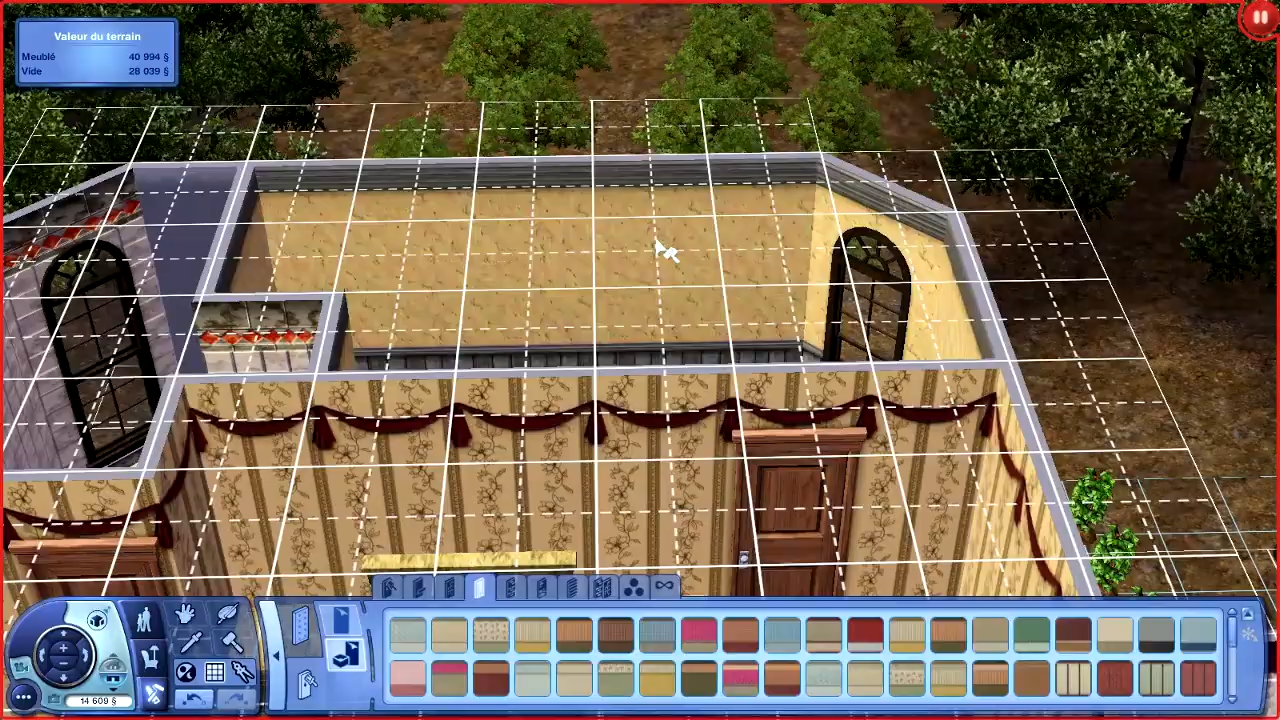 Valeur du terrain
Meublé 40 994 §
Vide 28 039 §
14 609 §